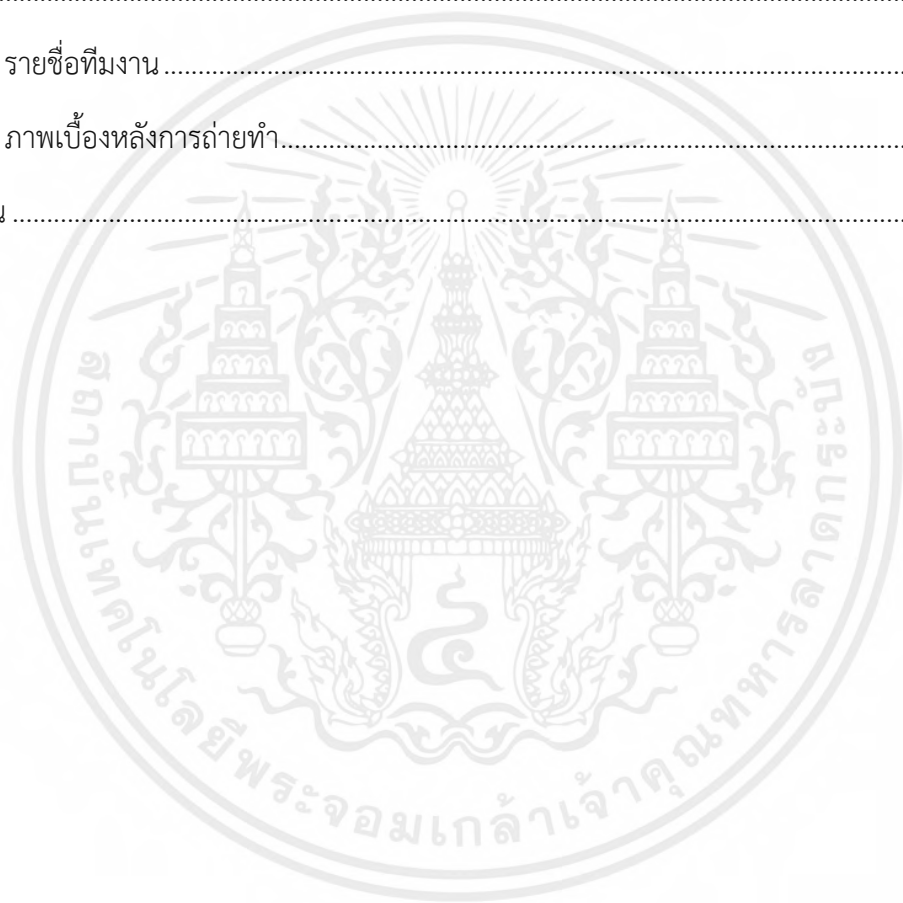 ................................................................................
รายชื่อทีมงาน................................................................................
ภาพเบื้องหลังการถ่ายทำ................................................................................
................................................................................
สถาบันเทคโนโลยีพระจอมเกล้าเจ้าคุณทหารลาดกระบัง
๔